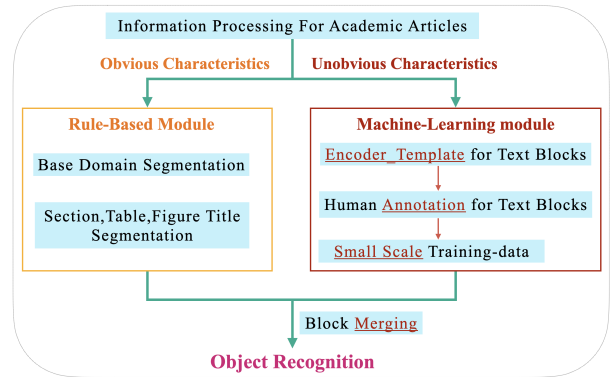 Information Processing For Academic Articles
Obvious Characteristics
Unobvious Characteristics
Rule-Based Module
Base Domain Segmentation
Section,Table,Figure Title
Segmentation
Machine-Learning module
Encoder_Template for Text Blocks
Human Annotation for Text Blocks
Small Scale Training-data
Block Merging
Object Recognition